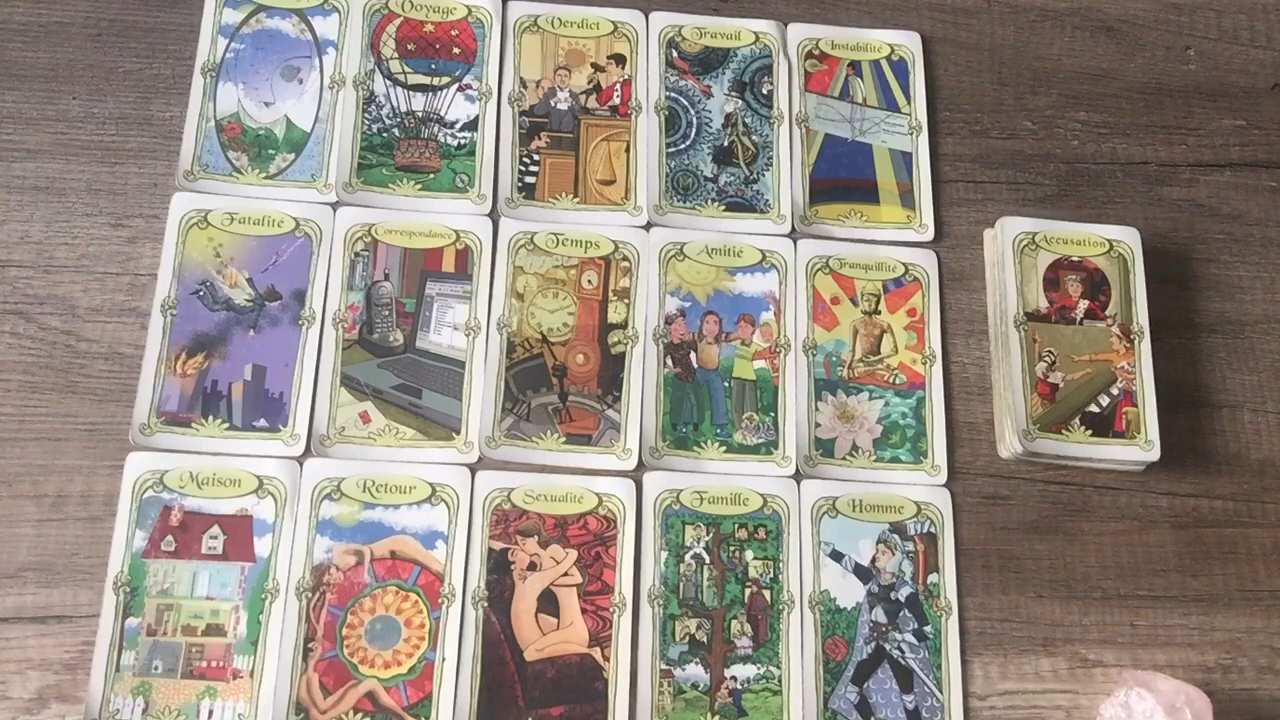 Voyage
Verdict
Travail
Instabilité
Fatalité
Correspondance
Temps
Amitié
Tranquillité
Accusation
Maison
Retour
Sexualité
Famille
Homme